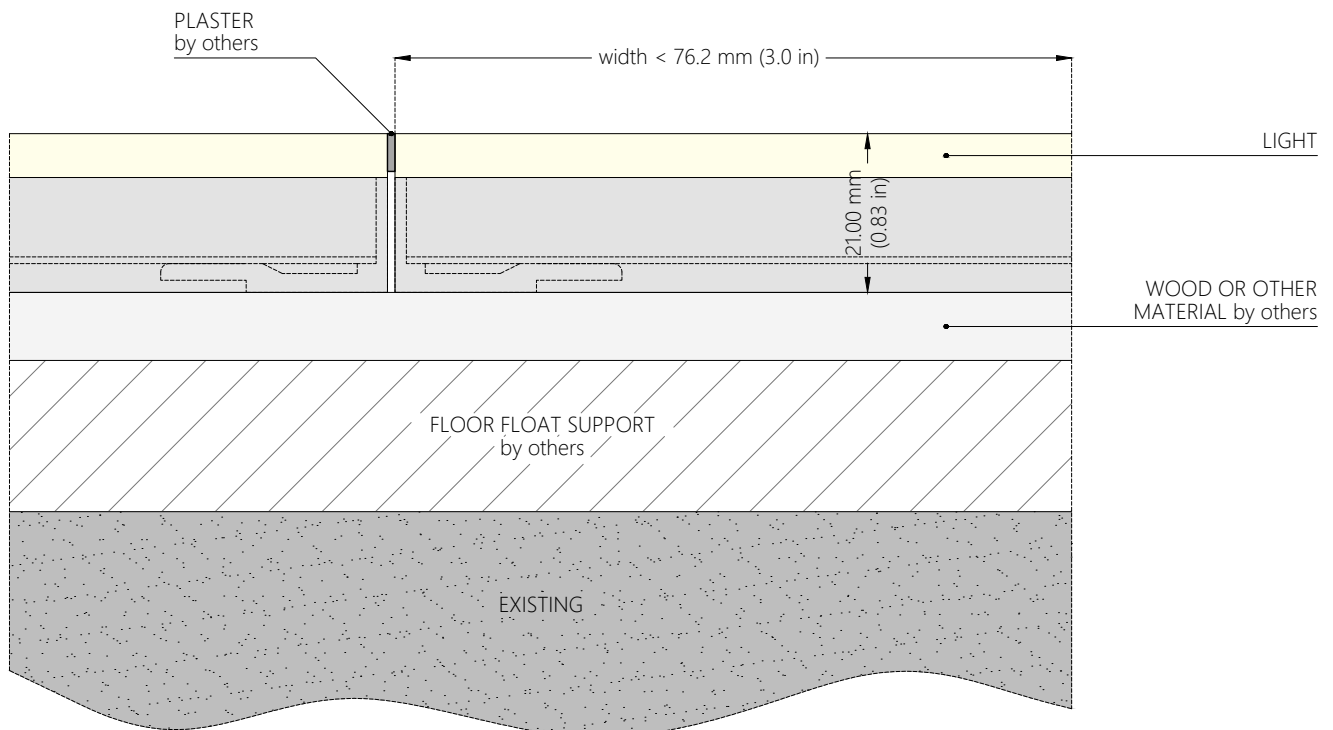 PLASTER
by others
width < 76.2 mm (3.0 in)
LIGHT
21.00 mm
(0.83 in)
WOOD OR OTHER
MATERIAL by others
FLOOR FLOAT SUPPORT
by others
EXISTING